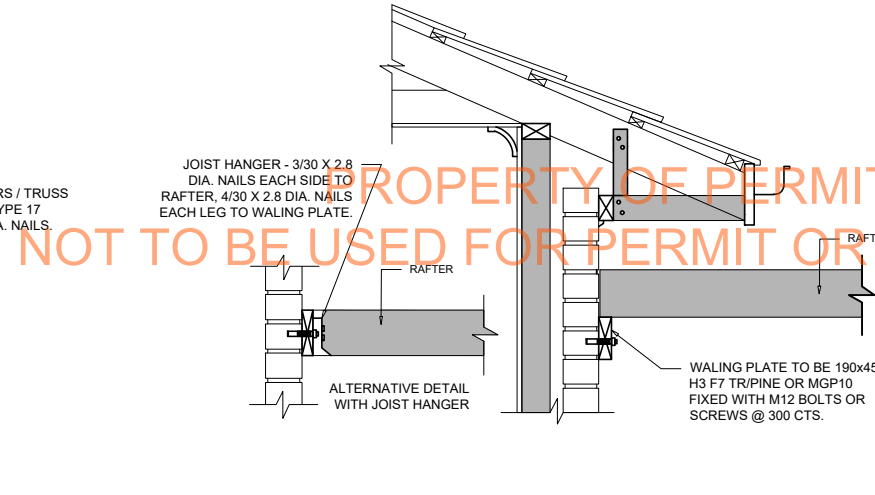 RS / TRUSS
YPE 17
A. NAILS.
JOIST HANGER - 3/30 X 2.8
DIA. NAILS EACH SIDE TO
RAFTER, 4/30 X 2.8 DIA. NAILS
EACH LEG TO WALING PLATE.
PROPERTY OF PERMIT
NOT TO BE USED FOR PERMIT OR
RAFT
RAFTER
ALTERNATIVE DETAIL
WITH JOIST HANGER
WALING PLATE TO BE 190x45
H3 F7 TR/PINE OR MGP10
FIXED WITH M12 BOLTS OR
SCREWS @ 300 CTS.